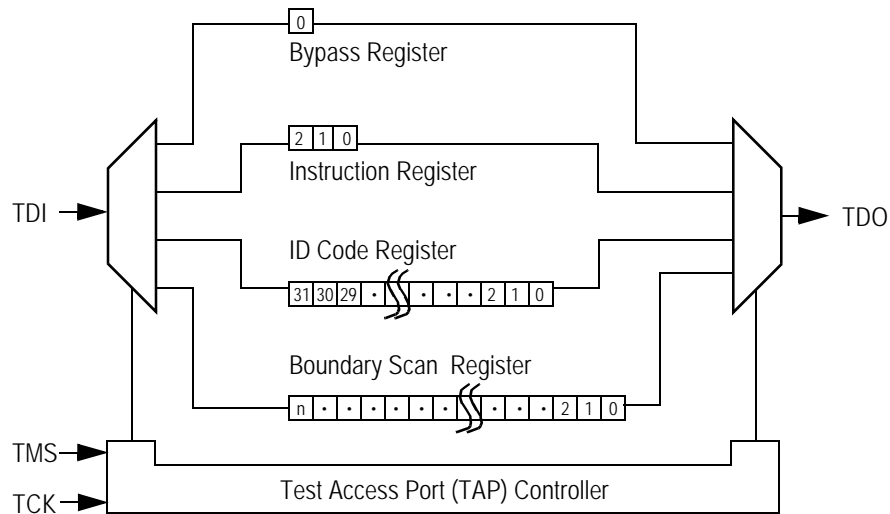 0
Bypass Register
2 1 0
Instruction Register
TDI
TDO
ID Code Register
31 30 29 · · · · 2 1 0
Boundary Scan Register
n · · · · · · · · · 2 1 0
TMS
Test Access Port (TAP) Controller
TCK